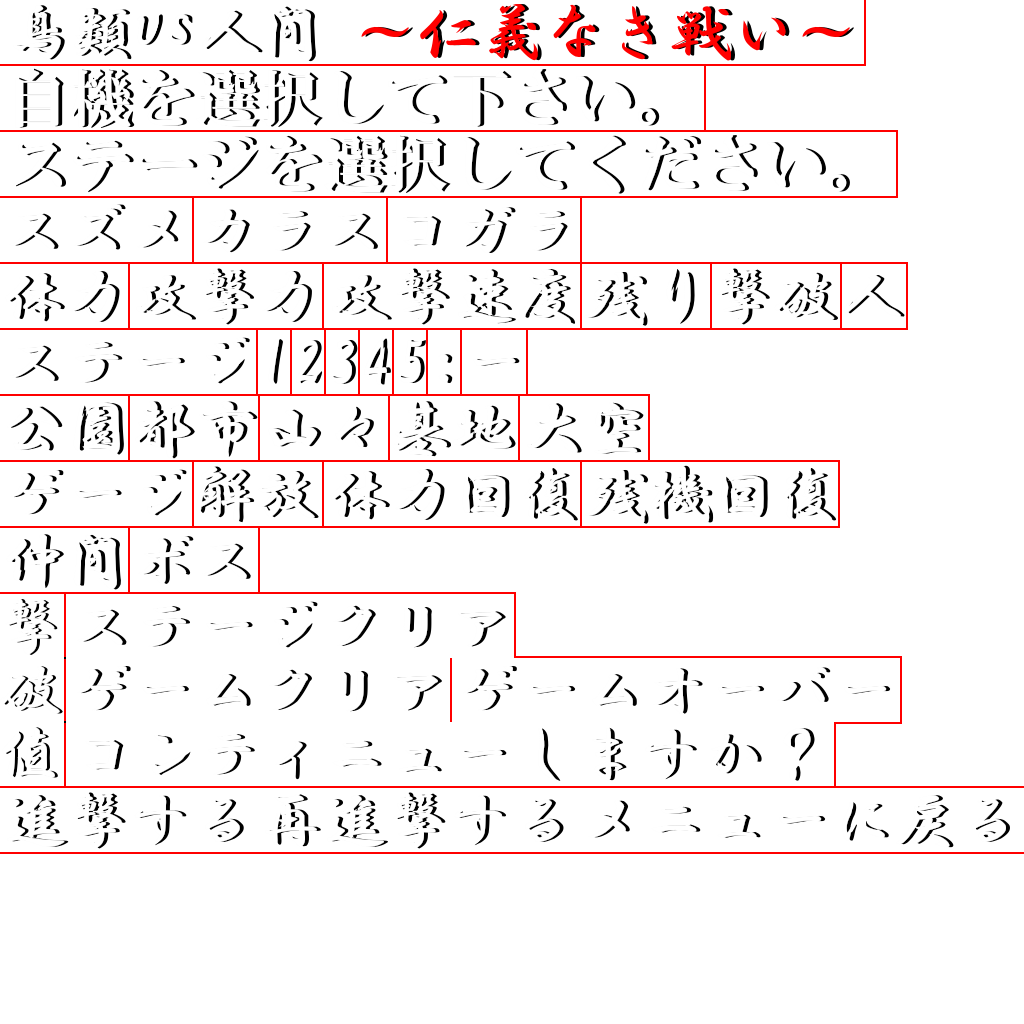 鳥類VS人間 ～仁義なき戦い～
自機を選択して下さい。
ステージを選択してください。
スズメ カラス コガラ
体力 攻撃力 攻撃速度 残り 撃破 人
ステージ 1 2 3 4 5 : ー
公園 都市 山々 墓地 大空
ゲージ 解放 体力回復 残機回復
仲間 ボス
撃 ステージクリア
破 ゲームクリア ゲームオーバー
値 コンティニューしますか？
進撃する 再進撃する メニューに戻る